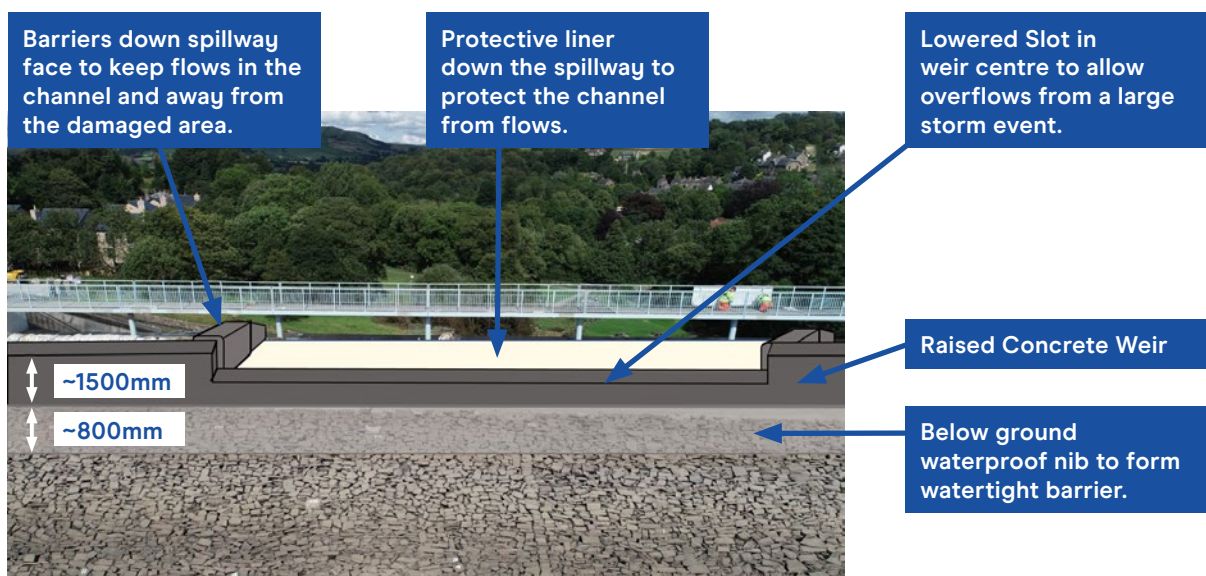 Barriers down spillway
face to keep flows in the
channel and away from
the damaged area.
Protective liner
down the spillway to
protect the channel
from flows.
Lowered Slot in
weir centre to allow
overflows from a large
storm event.
~1500mm
~800mm
Raised Concrete Weir
Below ground
waterproof nib to form
watertight barrier.